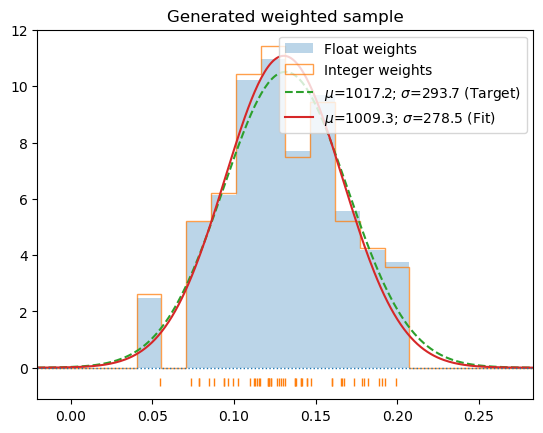 Generated weighted sample
Float weights
Integer weights
μ=1017.2; σ=293.7 (Target)
μ=1009.3; σ=278.5 (Fit)
12
10
8
6
4
2
0
0.00 0.05 0.10 0.15 0.20 0.25